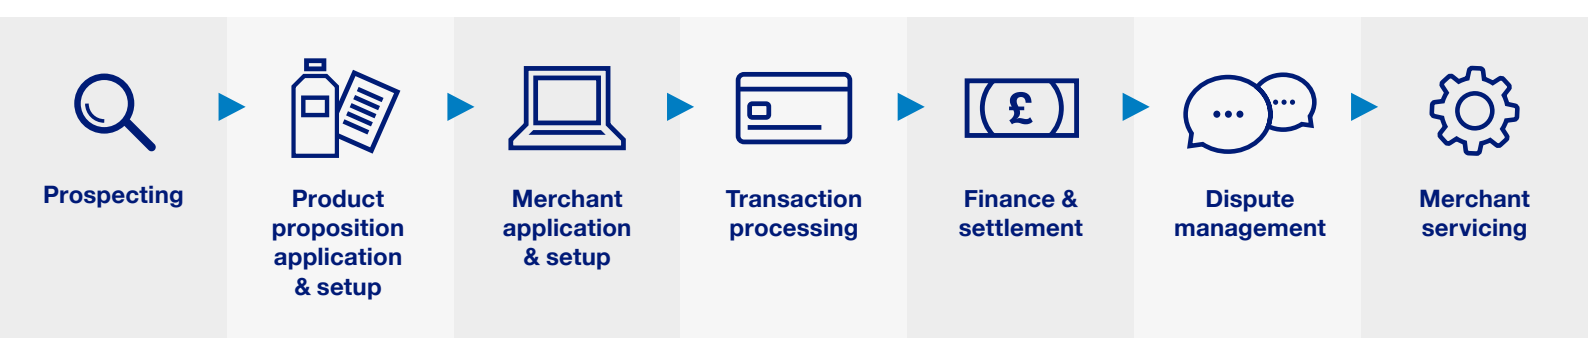 Prospecting
Product
proposition
application
& setup
Merchant
application
& setup
Transaction
processing
£
Finance &
settlement
Dispute
management
Merchant
servicing